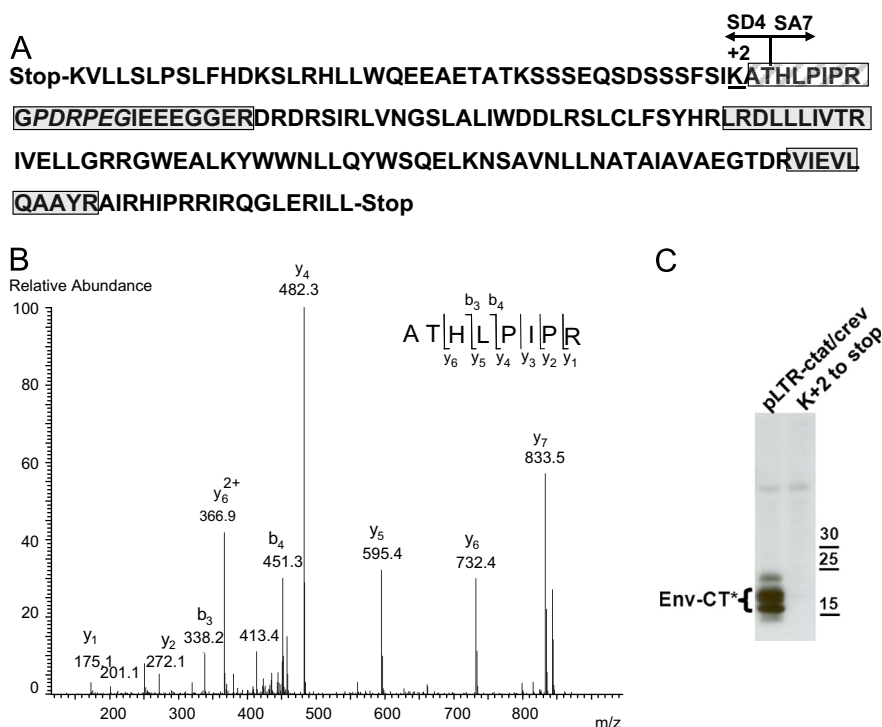 A
SD4 SA7
+2
Stop-KVLLSLPSLFHDKSLRHLLWQEEAETATKSSSEQSDSSSFSIKATHLPIPR
GPDRPEGIEEEGGERDRDRSIRLVNGSLALIWDDLRSLCLFSYHRLRDLLLIVTR
IVELLGRRGWEALKYWWNLLQYWSQELKNSAVNLLNATAIAVAEGTDRVIEVL
QAAYRAIRHIPRRIRQGLERILL-Stop
B
Relative Abundance
100
80
60
40
20
0
200 300 400 500 600 700 800
m/z
y1
175,1
201.1
y2
272.1
b3
338.2
y6 2+
366.9
413.4
b4
451.3
y4
482.3
y5
595.4
y6
732.4
y7
833.5
b3 b4
A T H L P I P R
y6 y5 y4 y3 y2 y1
C
pLTR-ctat/crev
K+2 to stop
30
25
15
Env-CT*